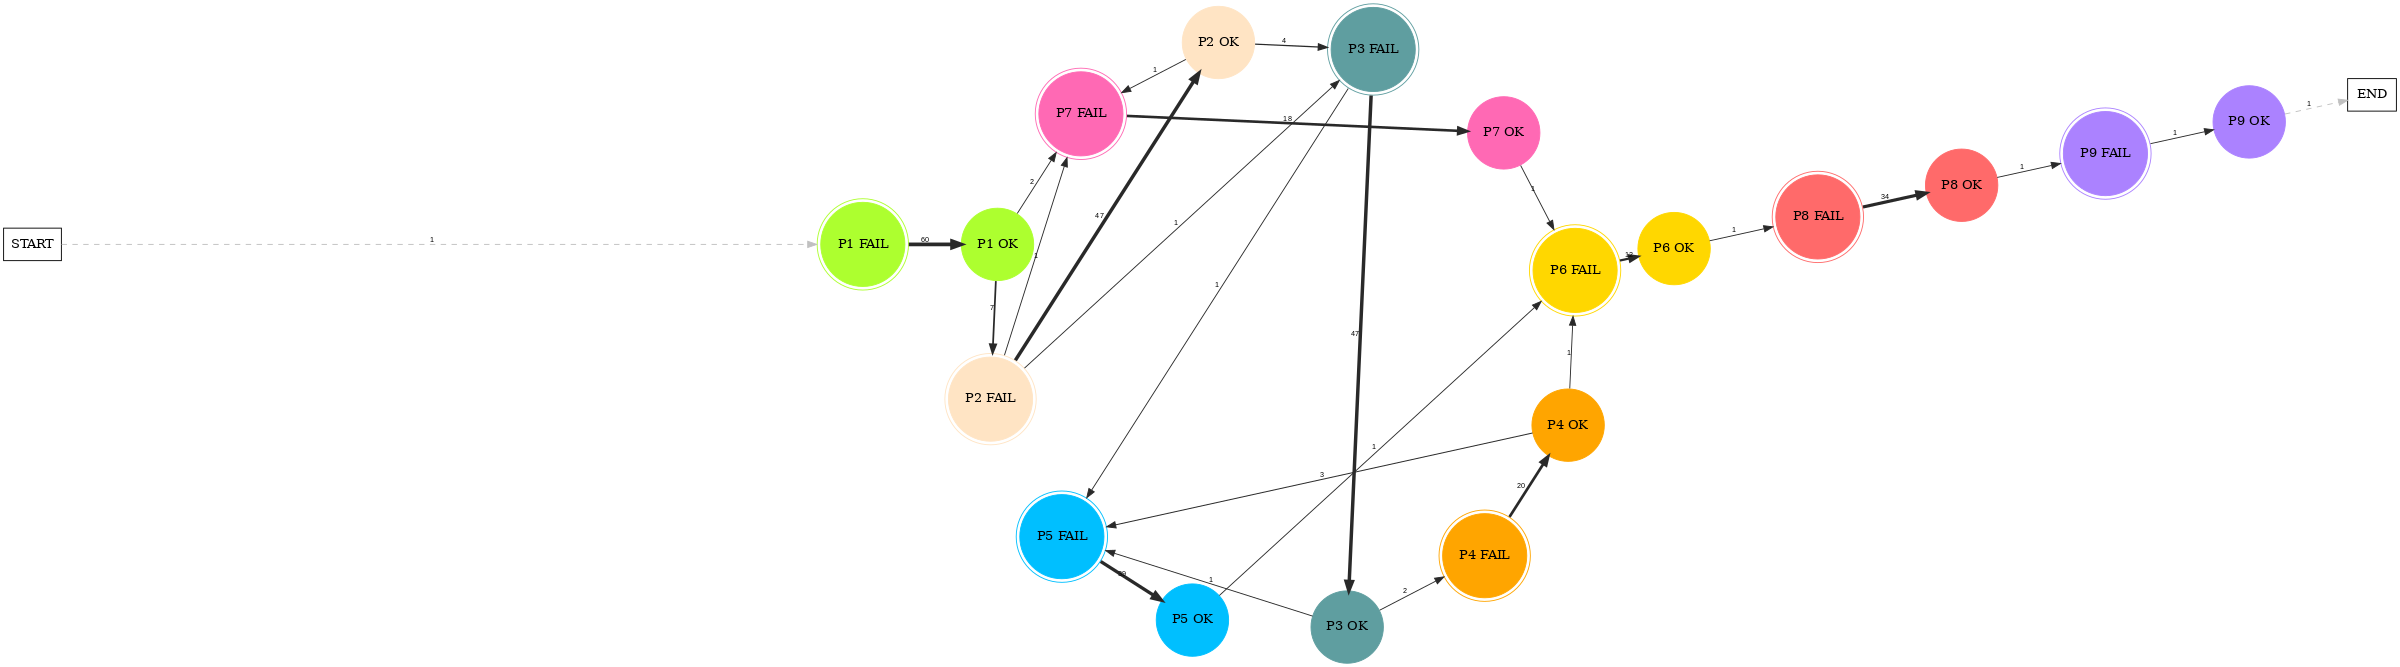 P2 OK
4
P3 FAIL
1
P7 FAIL
18
P7 OK
END
1
P9 OK
1
P9 FAIL
1
P8 OK
34
P8 FAIL
1
P6 OK
P6 FAIL
1
START
1
P1 FAIL
60
P1 OK
2
1
7
47
1
1
47
P2 FAIL
1
1
P4 OK
3
20
P4 FAIL
2
P3 OK
1
P5 FAIL
P5 OK